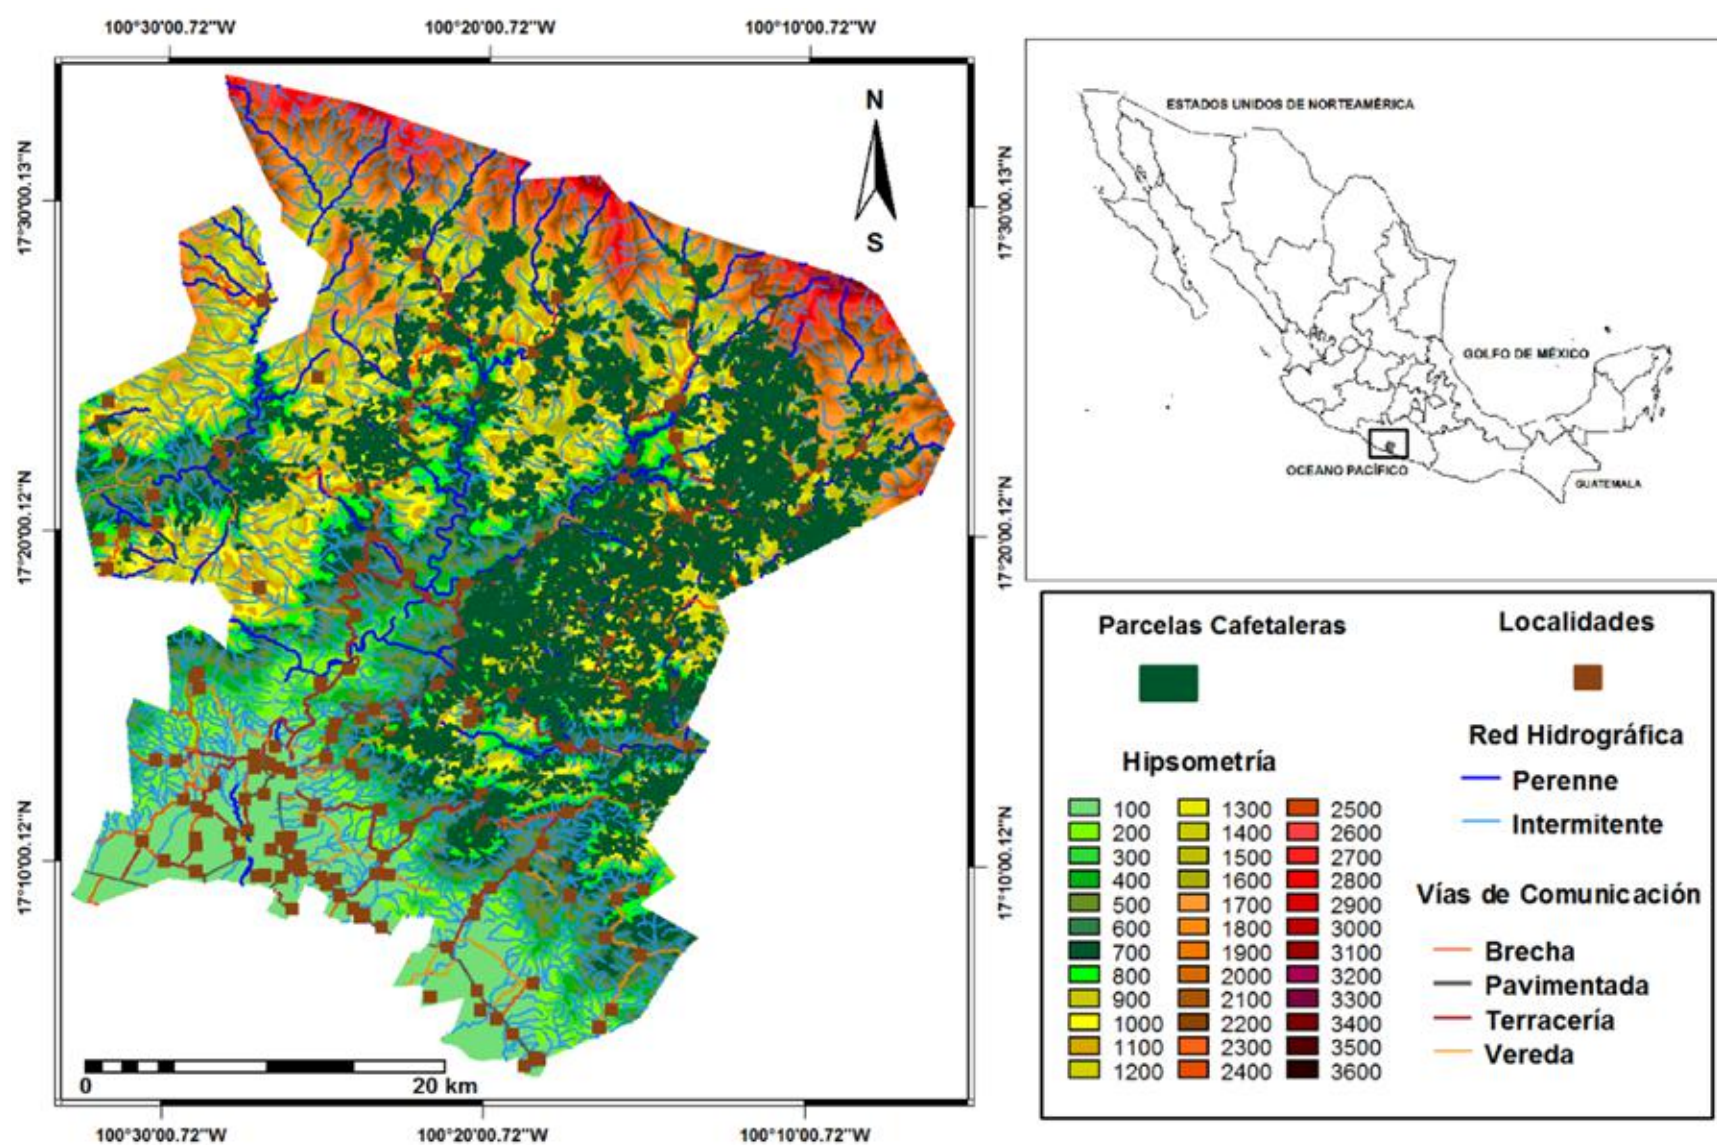 100°30'00.72"W 100°20'00.72"W 100°10'00.72"W
N
S
17°30'00.13"N
17°20'00.12"N
17°10'00.12"N
17°30'00.13"N
17°20'00.12"N
17°10'00.12"N
0 20 km
100°30'00.72"W 100°20'00.72"W 100°10'00.72"W
ESTADOS UNIDOS DE NORTEAMÉRICA
GOLFO DE MÉXICO
OCEANO PACÍFICO
GUATEMALA
Parcelas Cafetaleras
Hipsometría
100 1300 2500
200 1400 2600
300 1500 2700
400 1600 2800
500 1700 2900
600 1800 3000
700 1900 3100
800 2000 3200
900 2100 3300
1000 2200 3400
1100 2300 3500
1200 2400 3600
Localidades
Red Hidrográfica
Perenne
Intermitente
Vías de Comunicación
Brecha
Pavimentada
Terracería
Vereda